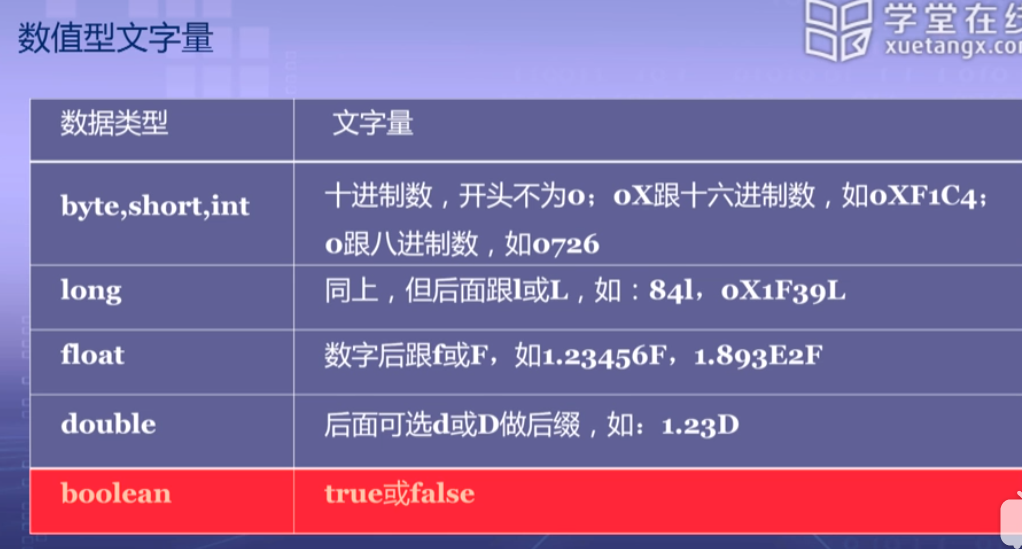 数值型文字量
学堂在线
xuetangx.com
数据类型 文字量
byte,short,int 十进制数，开头不为0；0X跟十六进制数，如0XF1C4；
0跟八进制数，如0726
long 同上，但后面跟l或L，如：84l，0X1F39L
float 数字后跟f或F，如1.23456F，1.893E2F
double 后面可选d或D做后缀，如：1.23D
boolean true或false